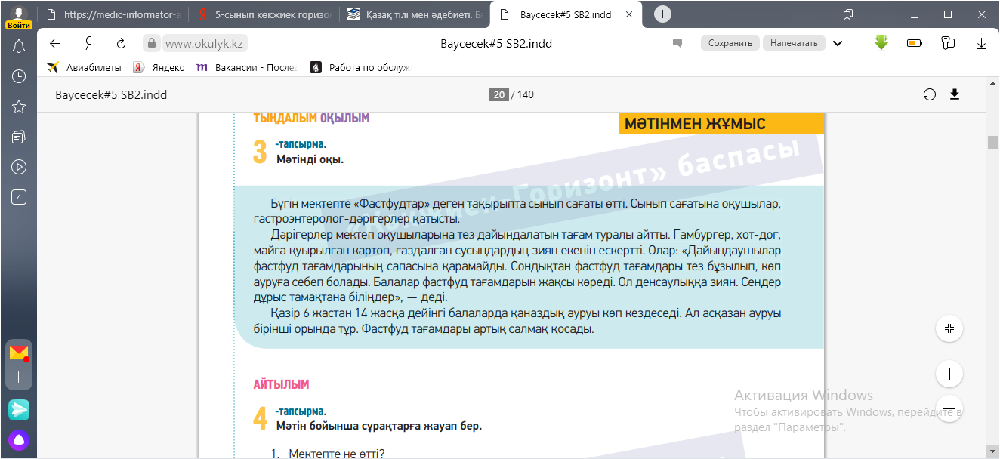 https://medic-informator-a
5-сынып көкжиек горизо
Қазақ тілі мен әдебиеті. Ба
Baycecek#5 SB2.indd
Войти
www.okulyk.kz
Baycecek#5 SB2.indd
Сохранить
Напечатать
Авиабилеты
Яндекс
Вакансии - Послед
Работа по обслуж
4
Baycecek#5 SB2.indd
20 / 140
ТЫҢДАЛЫМ ОҚЫЛЫМ
МӘТІНМЕН ЖҰМЫС
3 -тапсырма.
Мәтінді оқы.
«Көкжиек-Горизонт» баспасы
Бүгін мектепте «Фастфудтар» деген тақырыпта сынып сағаты өтті. Сынып сағатына оқушылар,
гастроэнтеролог-дәрігерлер қатысты.
Дәрігерлер мектеп оқушыларына тез дайындалатын тағам туралы айтты. Гамбургер, хот-дог,
майға қуырылған картоп, газдалған сусындардың зиян екенін ескертті. Олар: «Дайындаушылар
фастфуд тағамдарының сапасына қарамайды. Сондықтан фастфуд тағамдары тез бұзылып, көп
ауруға себеп болады. Балалар фастфуд тағамдарын жақсы көреді. Ол денсаулыққа зиян. Сендер
дұрыс тамақтана біліңдер», — деді.
Қазір 6 жастан 14 жасқа дейінгі балаларда қаназдық ауруы көп кездеседі. Ал асқазан ауруы
бірінші орында тұр. Фастфуд тағамдары артық салмақ қосады.
АЙТЫЛЫМ
4 -тапсырма.
Мәтін бойынша сұрақтарға жауап бер.
1. Мектепте не өтті?
Активация Windows
Чтобы активировать Windows, перейдите в
раздел "Параметры".